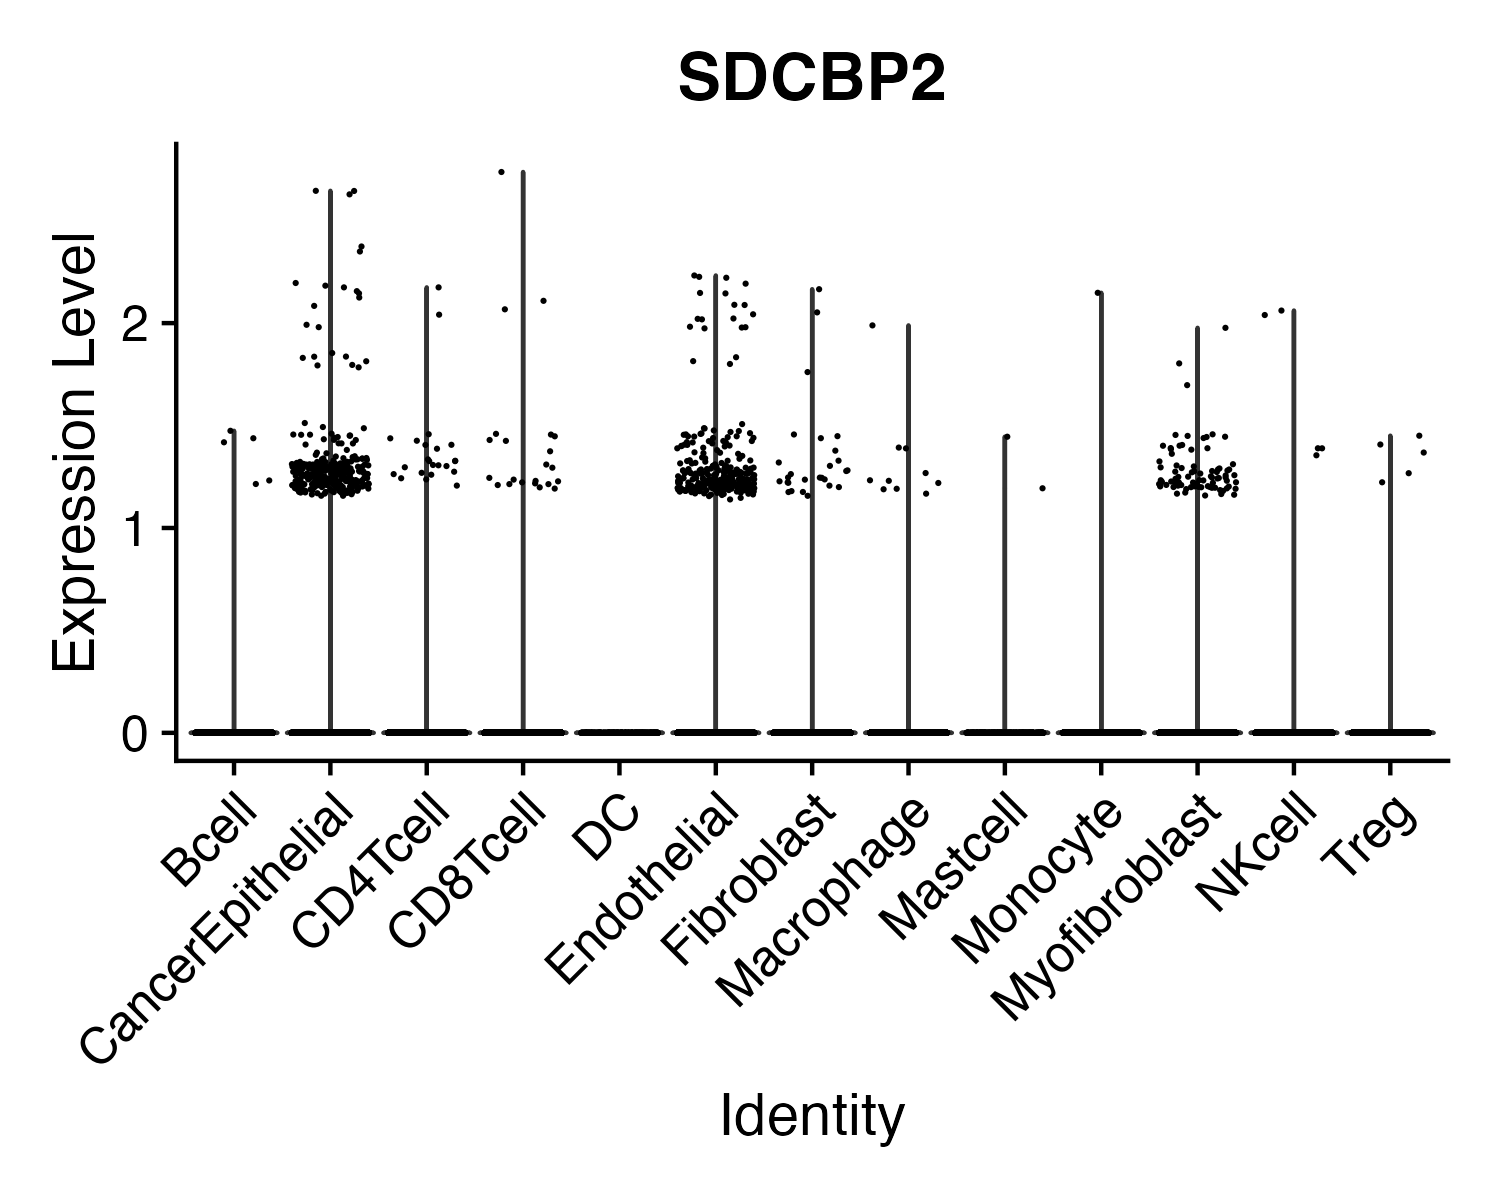 SDCBP2
Expression Level
2
1
0
Bcell
CancerEpithelial
CD4Tcell
CD8Tcell
DC
Endothelial
Fibroblast
Macrophage
Mastcell
Monocyte
Myofibroblast
NKcell
Treg
Identity